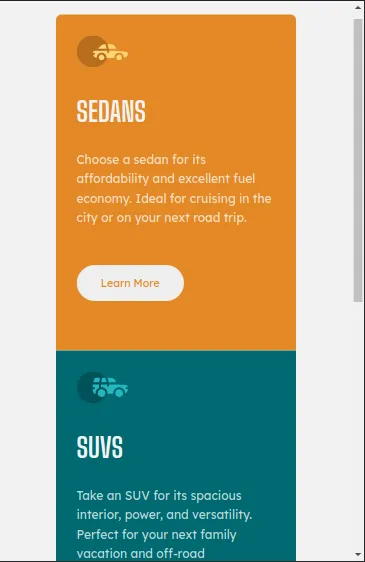 SEDANS
Choose a sedan for its
affordability and excellent fuel
economy. Ideal for cruising in the
city or on your next road trip.
Learn More
SUVS
Take an SUV for its spacious
interior, power, and versatility.
Perfect for your next family
vacation and off-road